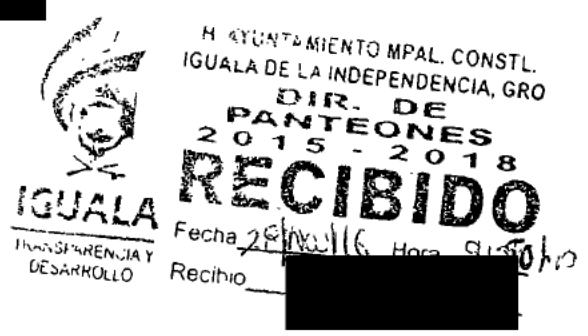 H. AYUNTAMIENTO MPAL. CONSTL.
IGUALA DE LA INDEPENDENCIA, GRO
DIR. DE
PANTEONES
2015 - 2018
RECIBIDO
IGUALA
TRANSPARENCIA Y
DESARROLLO
Fecha
Hora
Recibio